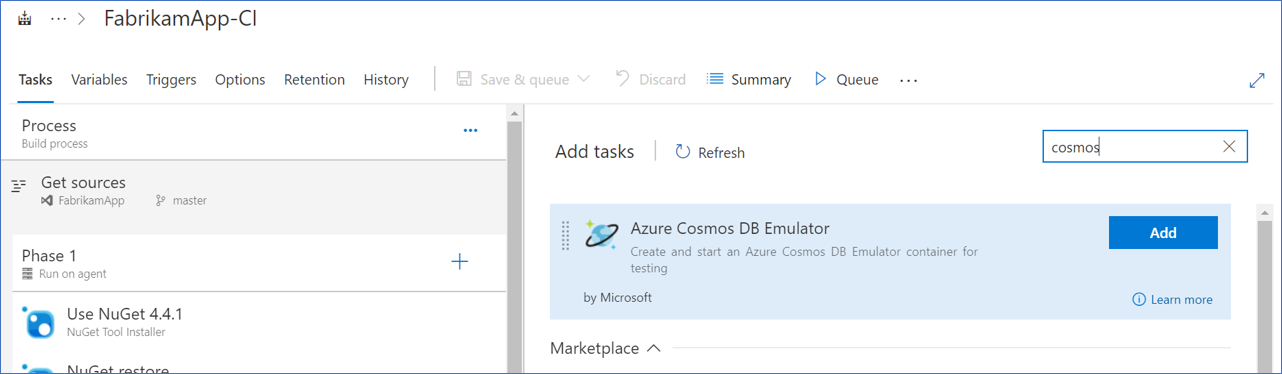 ··· > FabrikamApp-CI
Tasks Variables Triggers Options Retention History Save & queue Discard Summary Queue ···
Process
Build process
Get sources
FabrikamApp master
Phase 1
Run on agent
Use NuGet 4.4.1
NuGet Tool Installer
NuGet restore
Add tasks Refresh cosmos
Azure Cosmos DB Emulator
Add
Create and start an Azure Cosmos DB Emulator container for
testing
by Microsoft
Learn more
Marketplace